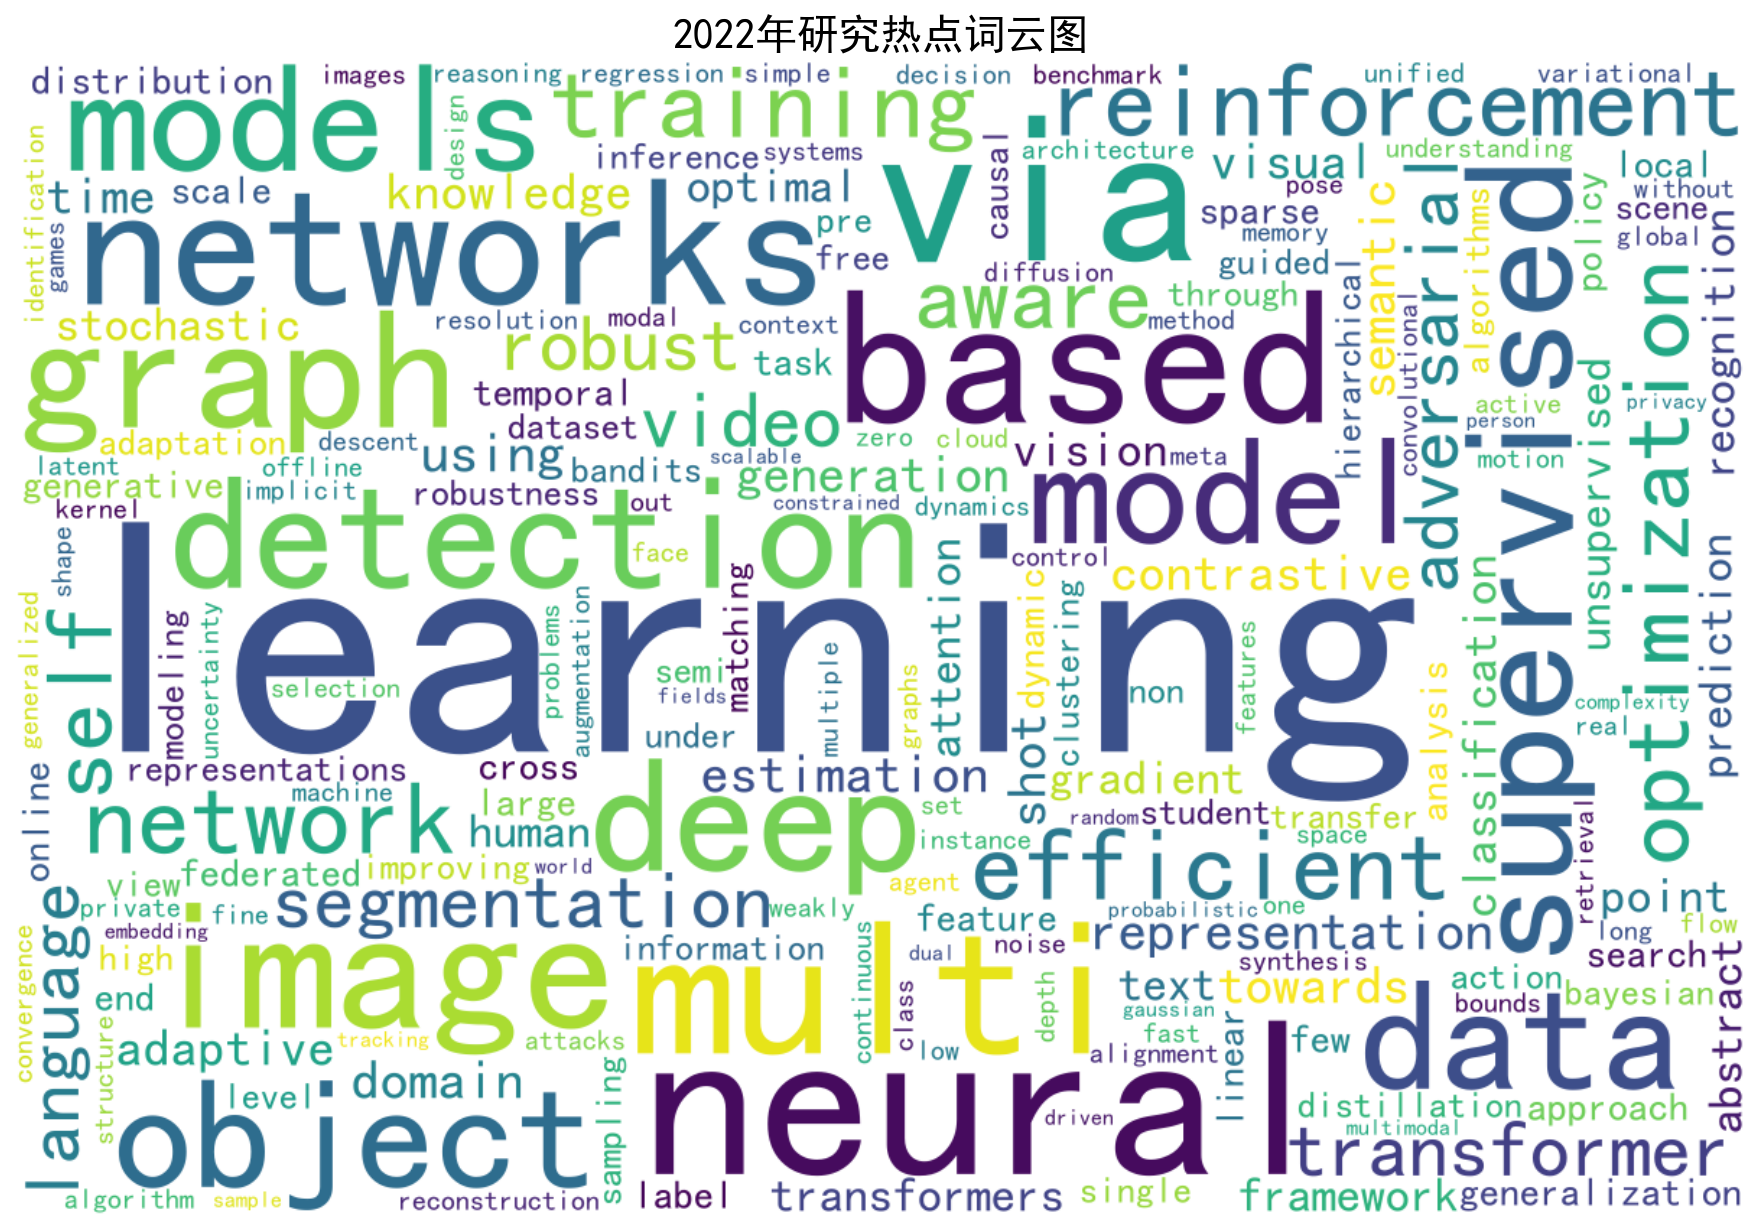 2022年研究热点词云图
distribution
images
reasoning
regression
simple
decision
benchmark
unified
variational
models
design
training
via
reinforcement
identification
games
time
scale
knowledge
inference
systems
optimal
pre
free
causal
architecture
visual
understanding
local
without
pose
sparse
memory
guided
semantic
adversarial
algorithms
supervised
policy
scene
global
recognition
networks
diffusion
aware
through
method
hierarchical
convolutional
optimization
stochastic
resolution
modal
context
graph
robust
task
based
temporal
dataset
video
zero
cloud
active
person
privacy
motion
unsupervised
adaptation
descent
latent
offline
using
bandits
scalable
generation
vision
meta
generative
implicit
robustness
out
constrained
dynamics
model
kernel
detection
face
control
contrastive
shape
self
generalized
learning
modeling
uncertainty
selection
problems
augmentation
semi
fields
matching
multiple
graphs
attention
shot
dynamic
clustering
non
features
analysis
classification
complexity
real
prediction
under
representations
machine
cross
large
estimation
gradient
online
network
human
deep
set
instance
random
student
transfer
space
efficient
retrieval
federated
improving
world
view
private
fine
segmentation
weakly
agent
feature
probabilistic
one
point
long
flow
language
embedding
high
convergence
image
information
multi
continuous
dual
noise
representation
synthesis
search
abstract
end
structure
adaptive
tracking
attacks
class
low
depth
text
towards
gaussian
fast
alignment
linear
action
bounds
bayesian
few
data
domain
level
object
sampling
neural
driven
distillation
approach
multimodal
transformer
algorithm
sample
reconstruction
label
transformers
single
framework
generalization